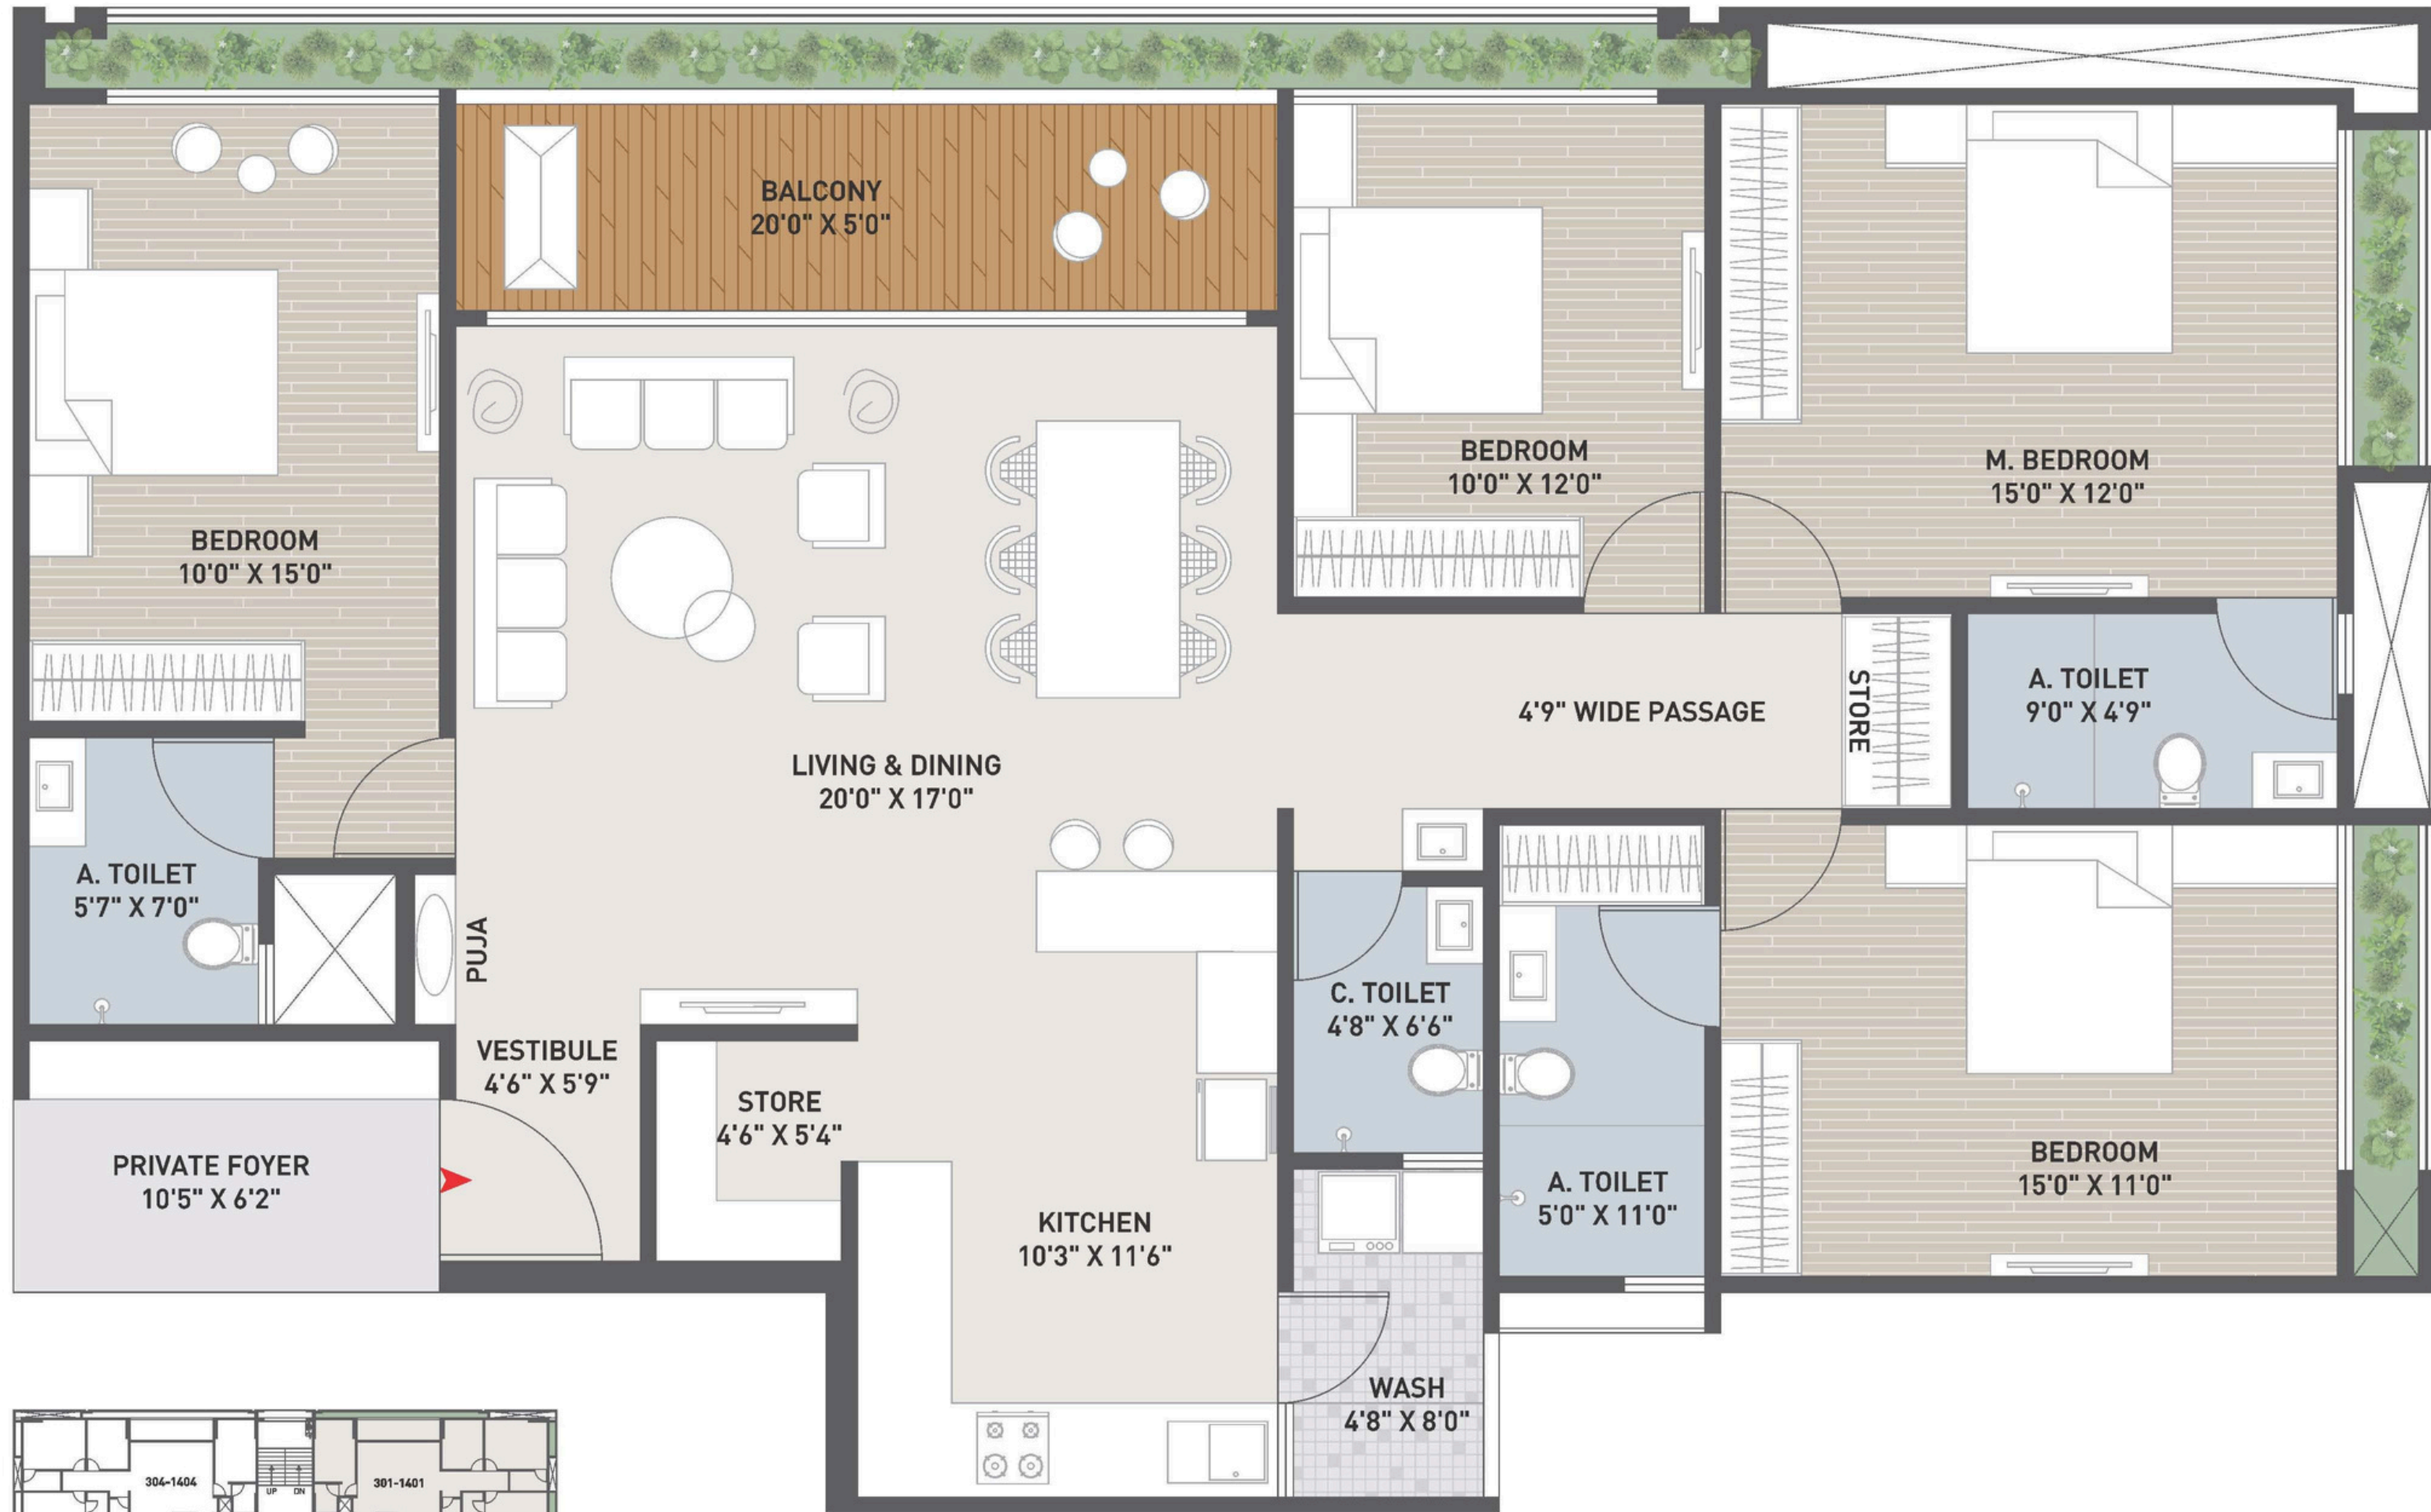 BALCONY
20'0" X 5'0"
BEDROOM
10'0" X 12'0"
M. BEDROOM
15'0" X 12'0"
BEDROOM
10'0" X 15'0"
4'9" WIDE PASSAGE
STORE
A. TOILET
9'0" X 4'9"
LIVING & DINING
20'0" X 17'0"
A. TOILET
5'7" X 7'0"
PUJA
C. TOILET
4'8" X 6'6"
VESTIBULE
4'6" X 5'9"
STORE
4'6" X 5'4"
PRIVATE FOYER
10'5" X 6'2"
KITCHEN
10'3" X 11'6"
A. TOILET
5'0" X 11'0"
BEDROOM
15'0" X 11'0"
WASH
4'8" X 8'0"
304-1404
UP DN
301-1401